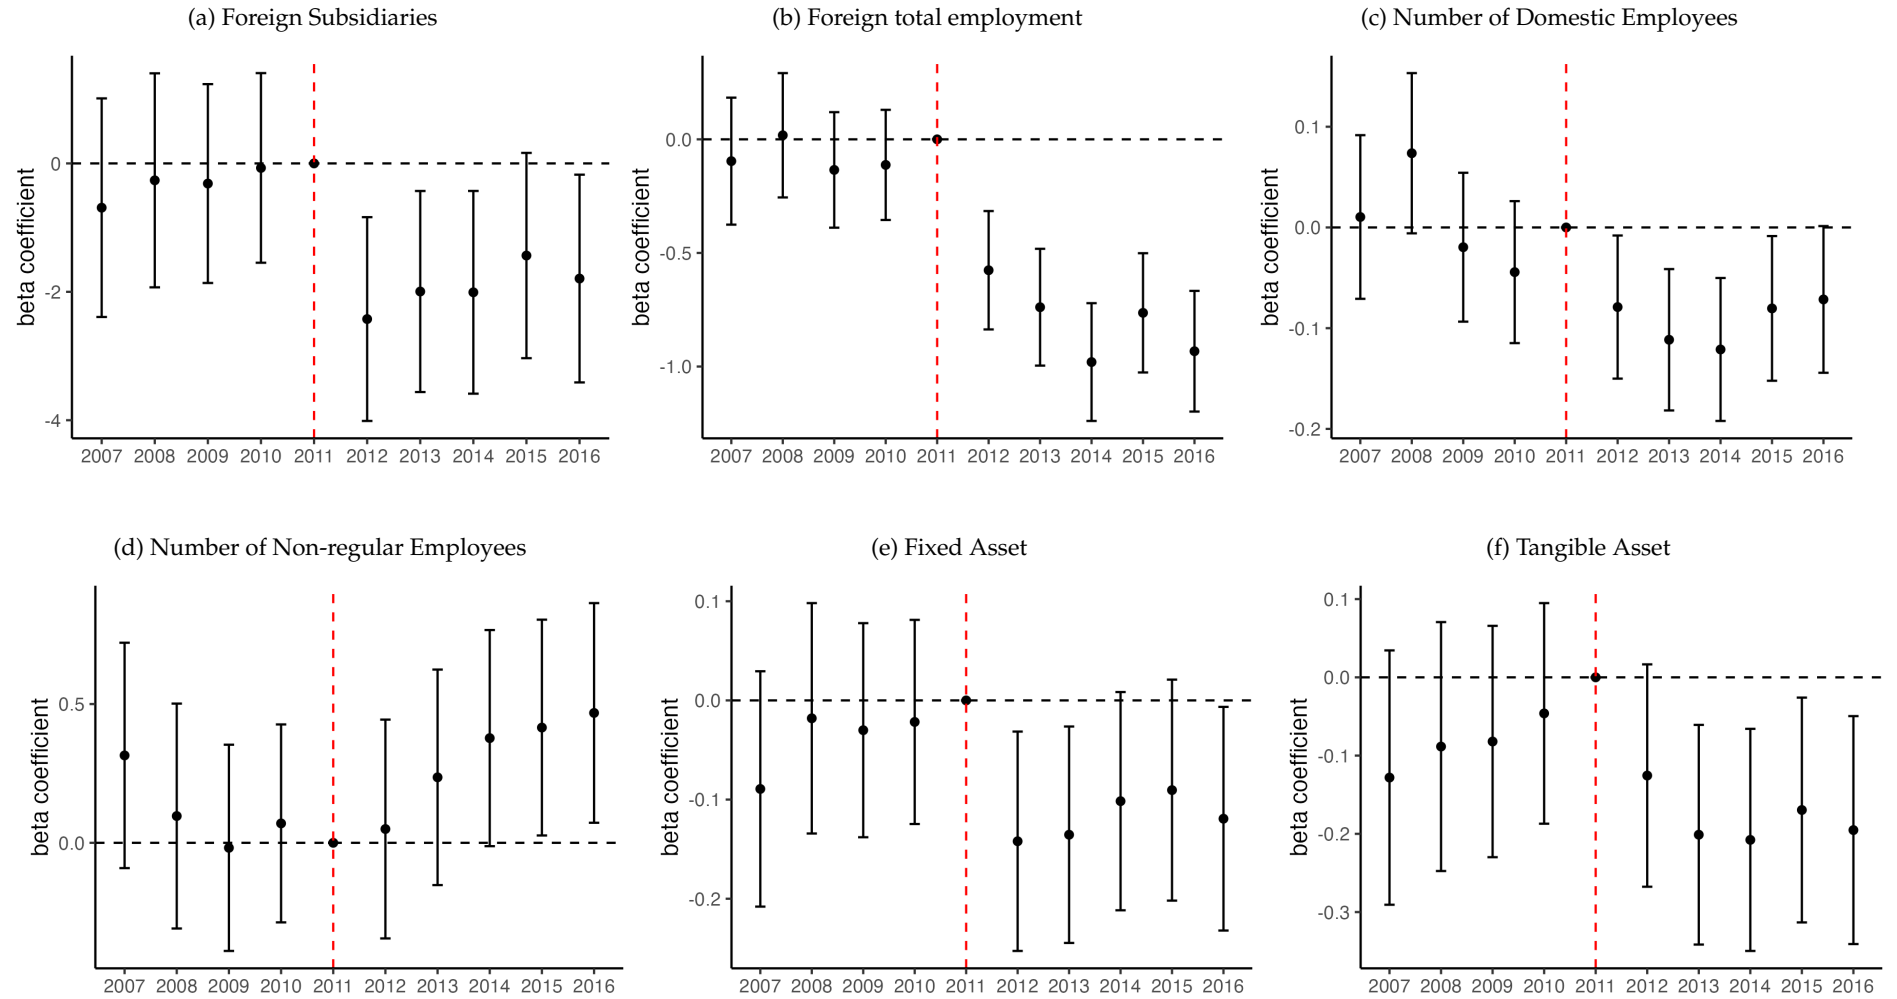 (a) Foreign Subsidiaries
beta coefficient
0
-2
-4
2007 2008 2009 2010 2011 2012 2013 2014 2015 2016
(b) Foreign total employment
beta coefficient
0.0
-0.5
-1.0
2007 2008 2009 2010 2011 2012 2013 2014 2015 2016
(c) Number of Domestic Employees
beta coefficient
0.1
0.0
-0.1
-0.2
2007 2008 2009 2010 2011 2012 2013 2014 2015 2016
(d) Number of Non-regular Employees
beta coefficient
0.5
0.0
2007 2008 2009 2010 2011 2012 2013 2014 2015 2016
(e) Fixed Asset
beta coefficient
0.1
0.0
-0.1
-0.2
2007 2008 2009 2010 2011 2012 2013 2014 2015 2016
(f) Tangible Asset
beta coefficient
0.1
0.0
-0.1
-0.2
-0.3
2007 2008 2009 2010 2011 2012 2013 2014 2015 2016